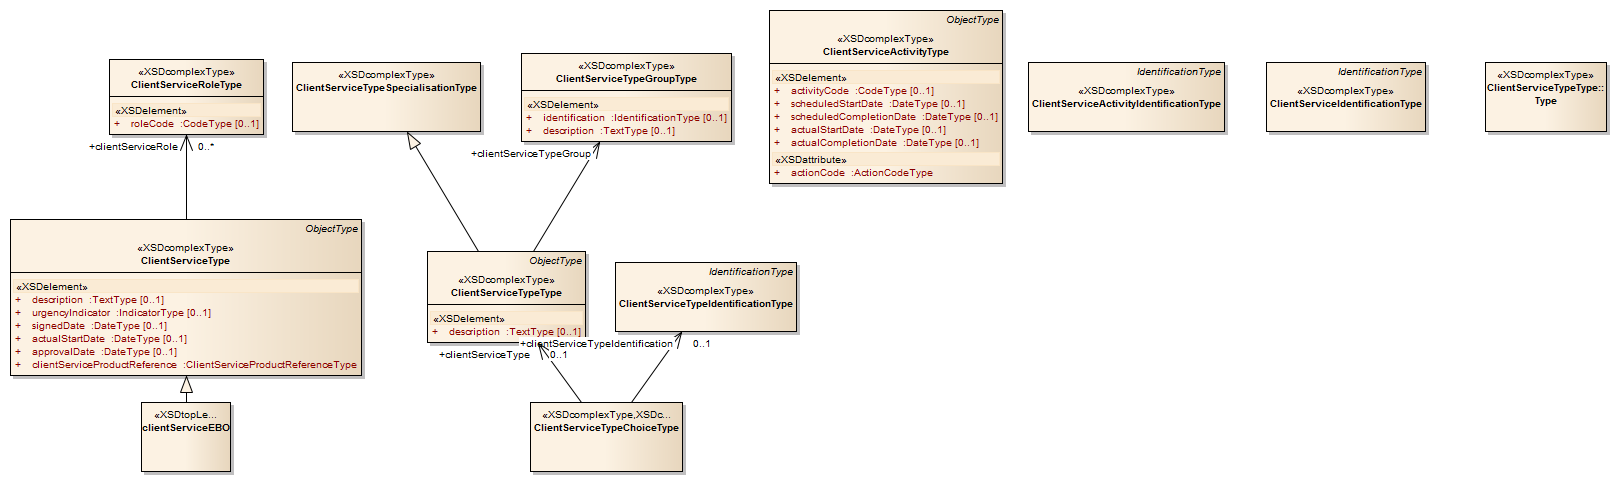 «XSDcomplexType»
ClientServiceRoleType
«XSDelement»
+ roleCode :CodeType [0..1]
+clientServiceRole
0..*
«XSDcomplexType»
ClientServiceTypeSpecialisationType
«XSDcomplexType»
ClientServiceTypeGroupType
«XSDelement»
+ identification :IdentificationType [0..1]
+ description :TextType [0..1]
+clientServiceTypeGroup
ObjectType
«XSDcomplexType»
ClientServiceActivityType
«XSDelement»
+ activityCode :CodeType [0..1]
+ scheduledStartDate :DateType [0..1]
+ scheduledCompletionDate :DateType [0..1]
+ actualStartDate :DateType [0..1]
+ actualCompletionDate :DateType [0..1]
«XSDattribute»
+ actionCode :ActionCodeType
IdentificationType
«XSDcomplexType»
ClientServiceActivityIdentificationType
IdentificationType
«XSDcomplexType»
ClientServiceIdentificationType
«XSDcomplexType»
ClientServiceTypeType::
Type
ObjectType
«XSDcomplexType»
ClientServiceType
«XSDelement»
+ description :TextType [0..1]
+ urgencyIndicator :IndicatorType [0..1]
+ signedDate :DateType [0..1]
+ actualStartDate :DateType [0..1]
+ approvalDate :DateType [0..1]
+ clientServiceProductReference :ClientServiceProductReferenceType
ObjectType
«XSDcomplexType»
ClientServiceTypeType
«XSDelement»
+ description :TextType [0..1]
IdentificationType
«XSDcomplexType»
ClientServiceTypeIdentificationType
+clientServiceTypeIdentification
0..1
+clientServiceType
0..1
«XSDtopLe...
clientServiceEBO
«XSDcomplexType,XSDc...
ClientServiceTypeChoiceType